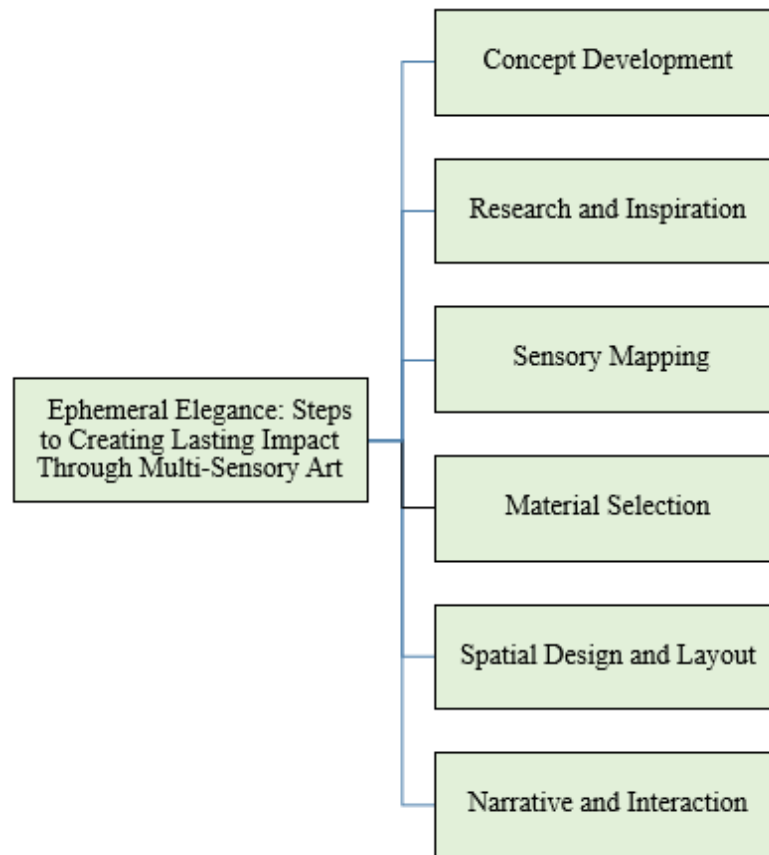 Concept Development
Research and Inspiration
Sensory Mapping
Ephemeral Elegance: Steps
to Creating Lasting Impact
Through Multi-Sensory Art
Material Selection
Spatial Design and Layout
Narrative and Interaction